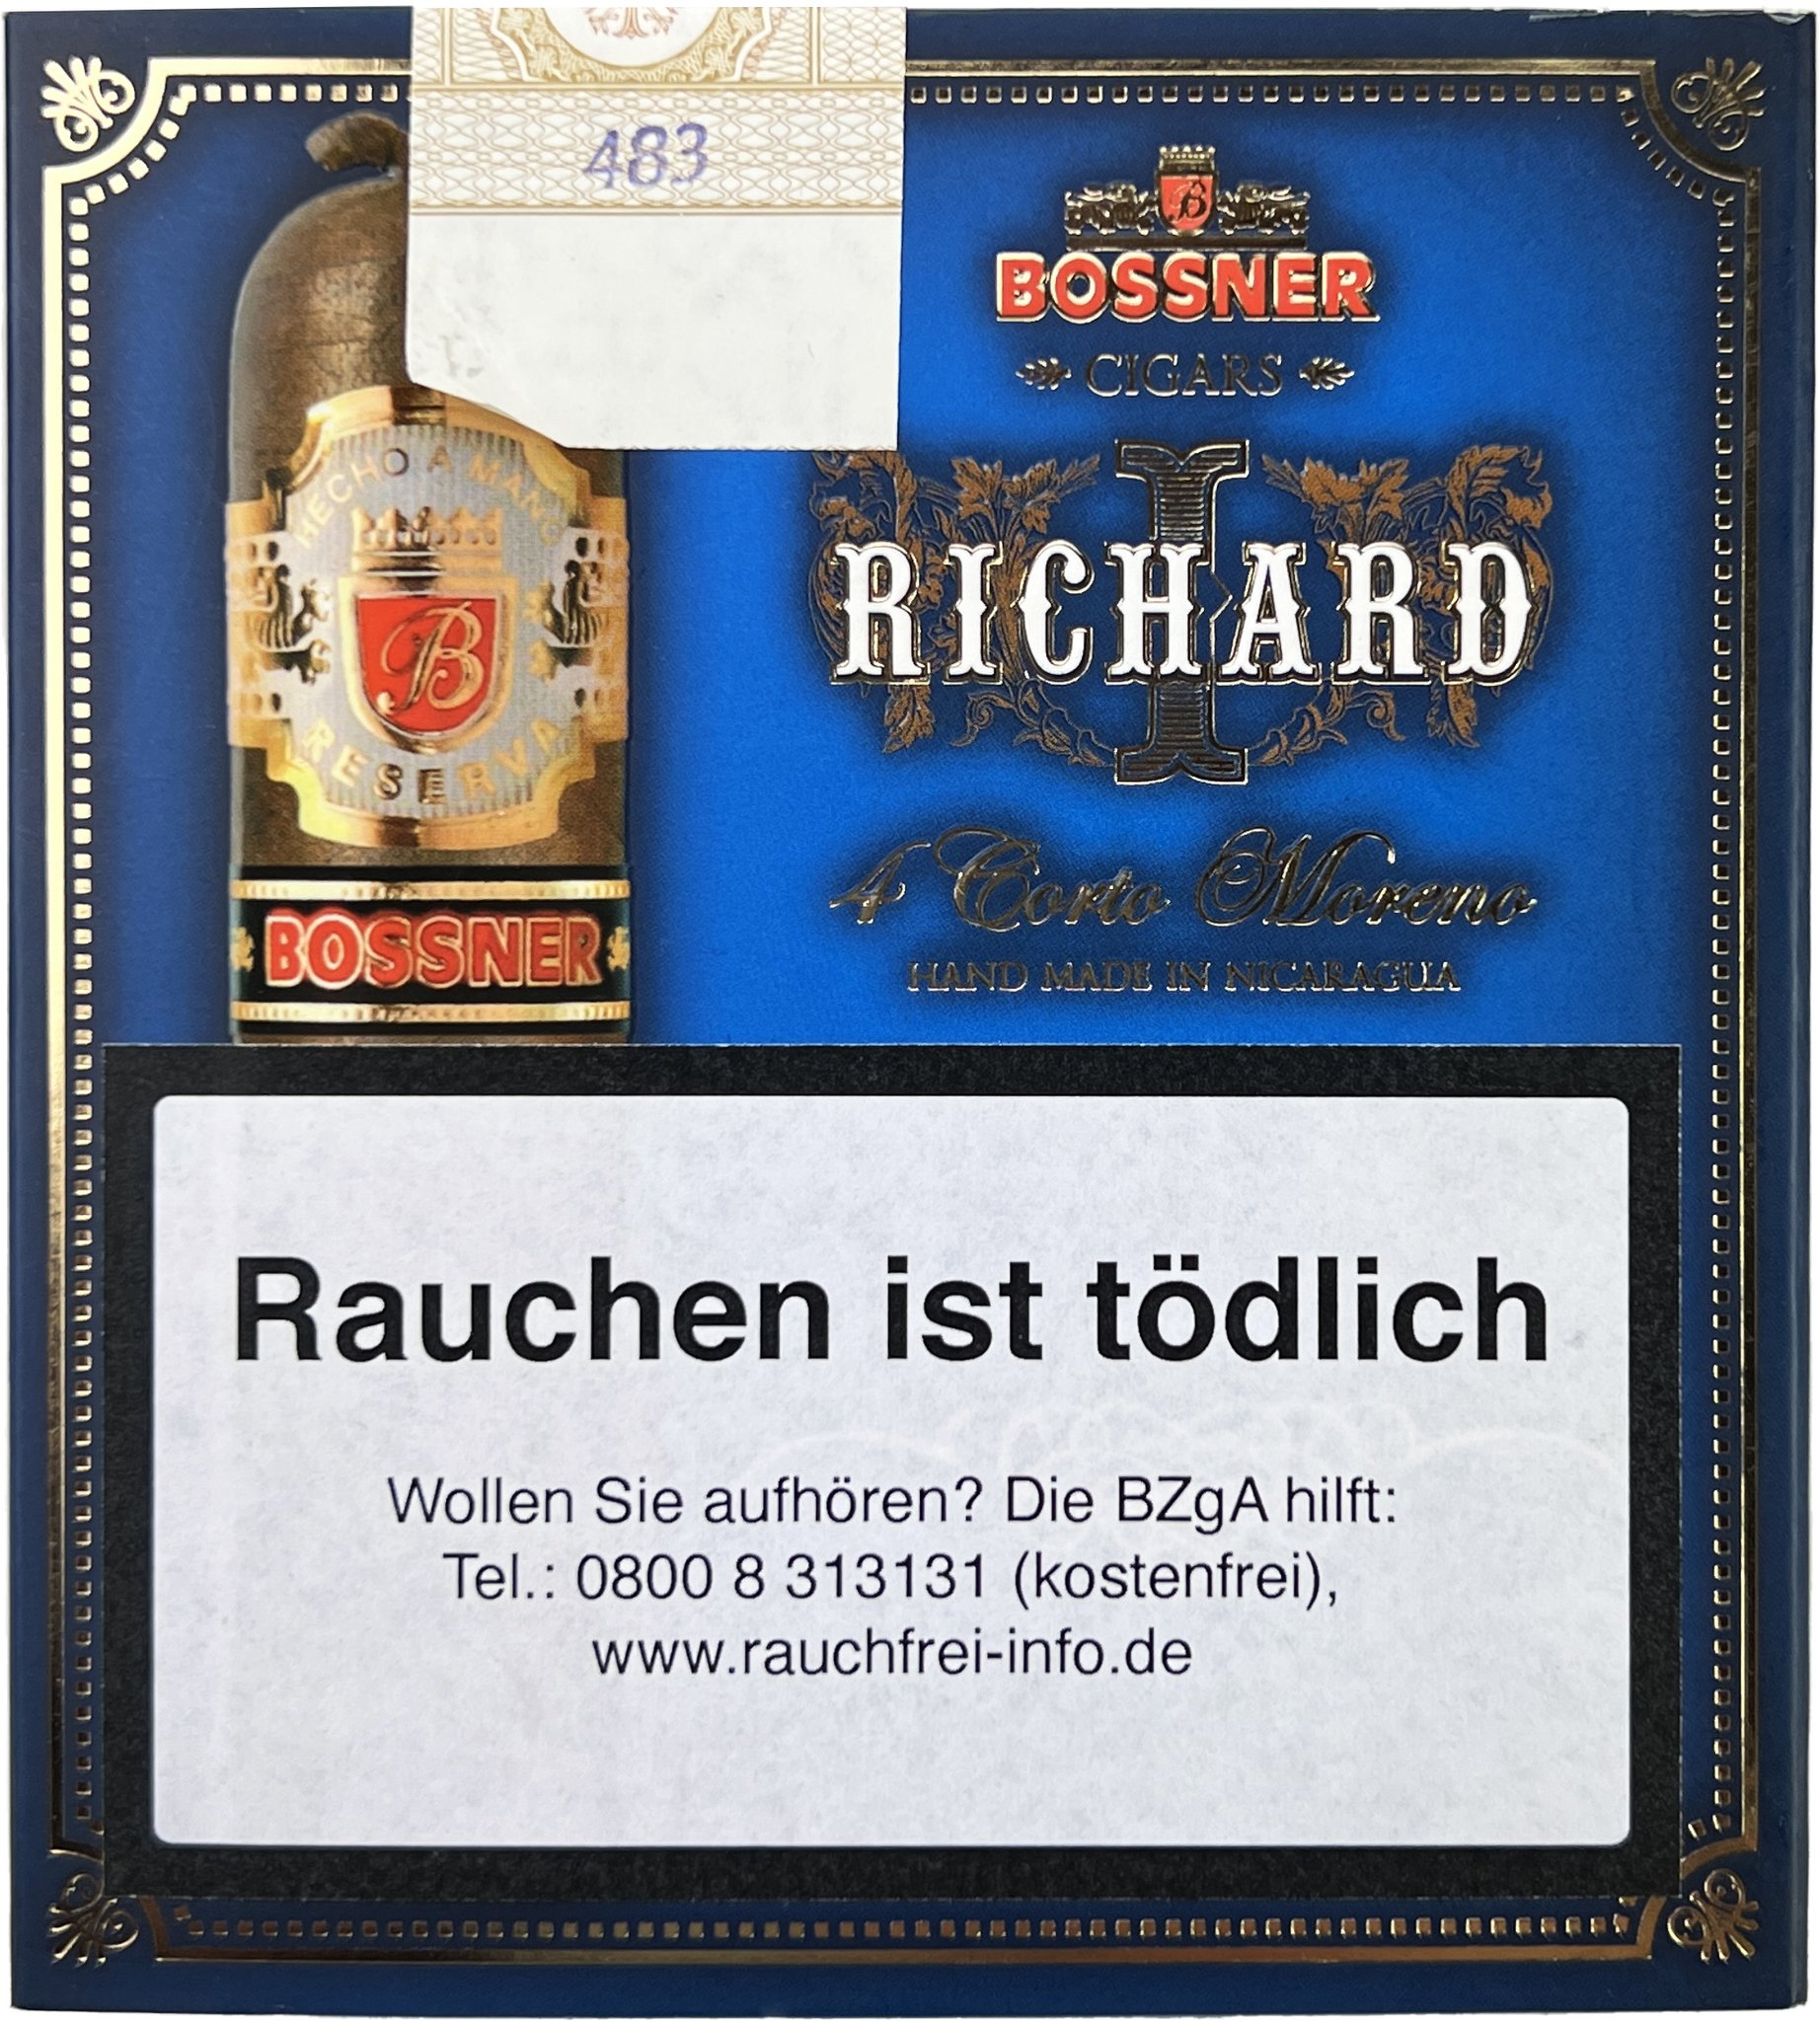 483
B
BOSSNER
CIGARS
I
RICHARD
4 Corto Moreno
HAND MADE IN NICARAGUA
HECHO A MANO
B
RESERVA
BOSSNER
Rauchen ist tödlich
Wollen Sie aufhören? Die BZgA hilft:
Tel.: 0800 8 313131 (kostenfrei),
www.rauchfrei-info.de